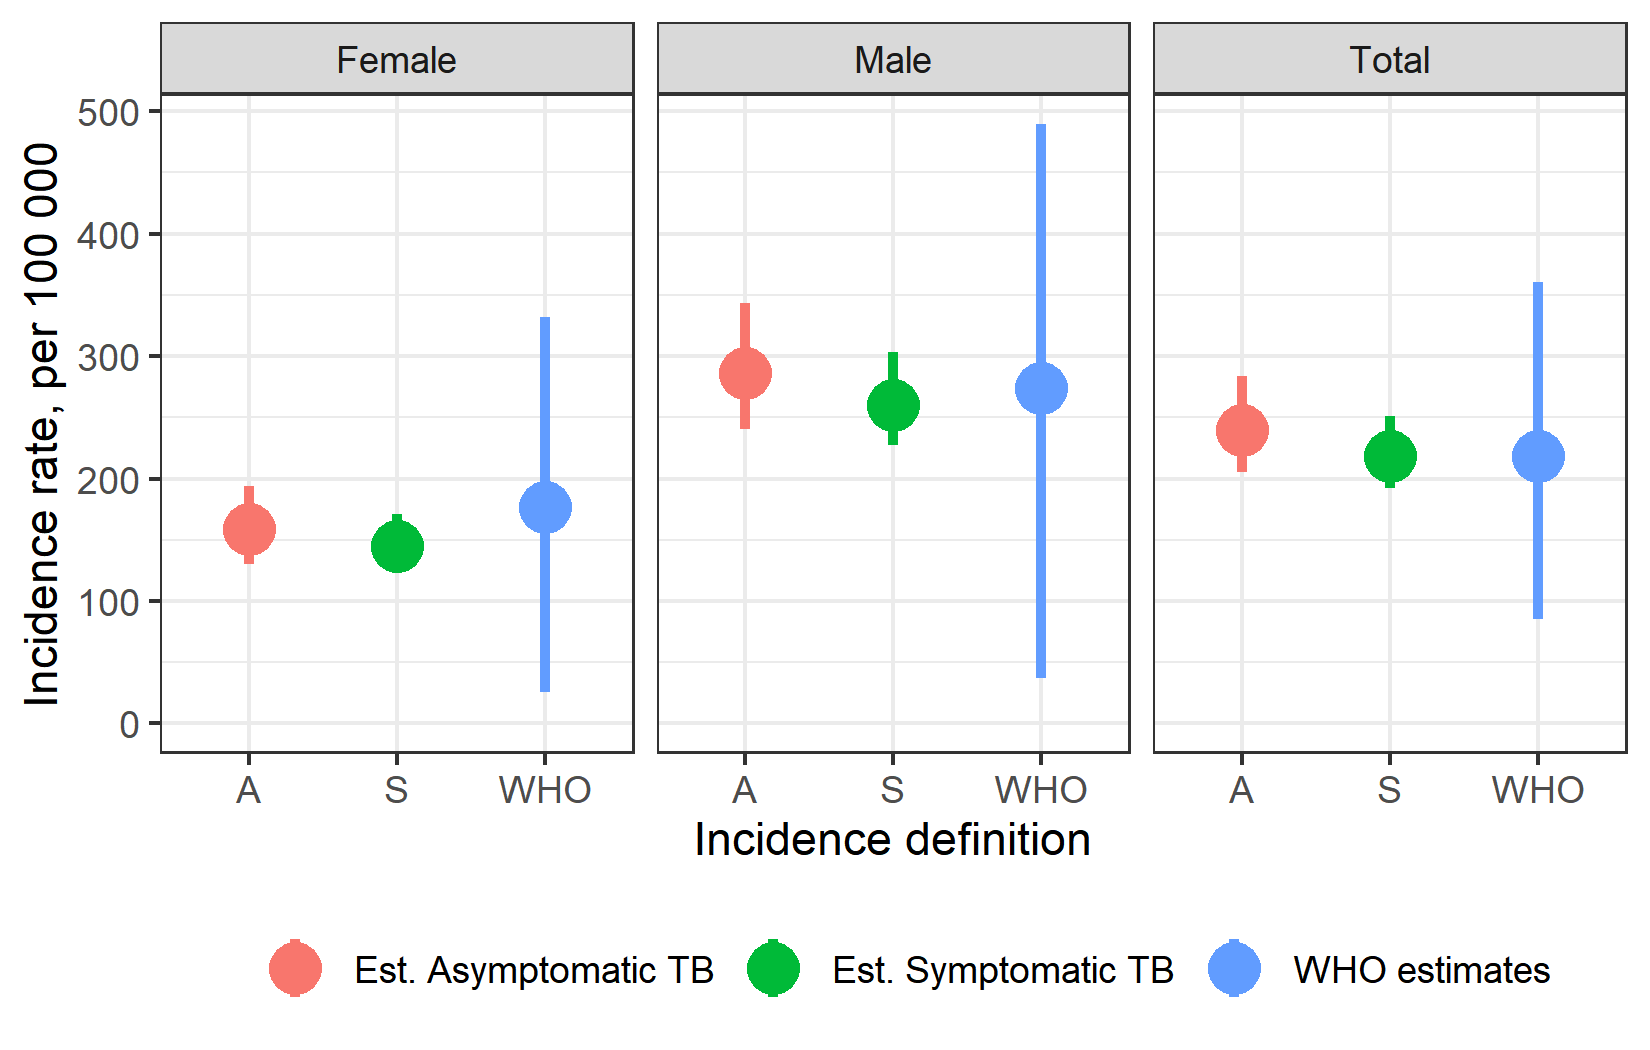 Female Male Total
Incidence rate, per 100 000
500
400
300
200
100
0
A S WHO A S WHO A S WHO
Incidence definition
Est. Asymptomatic TB Est. Symptomatic TB WHO estimates